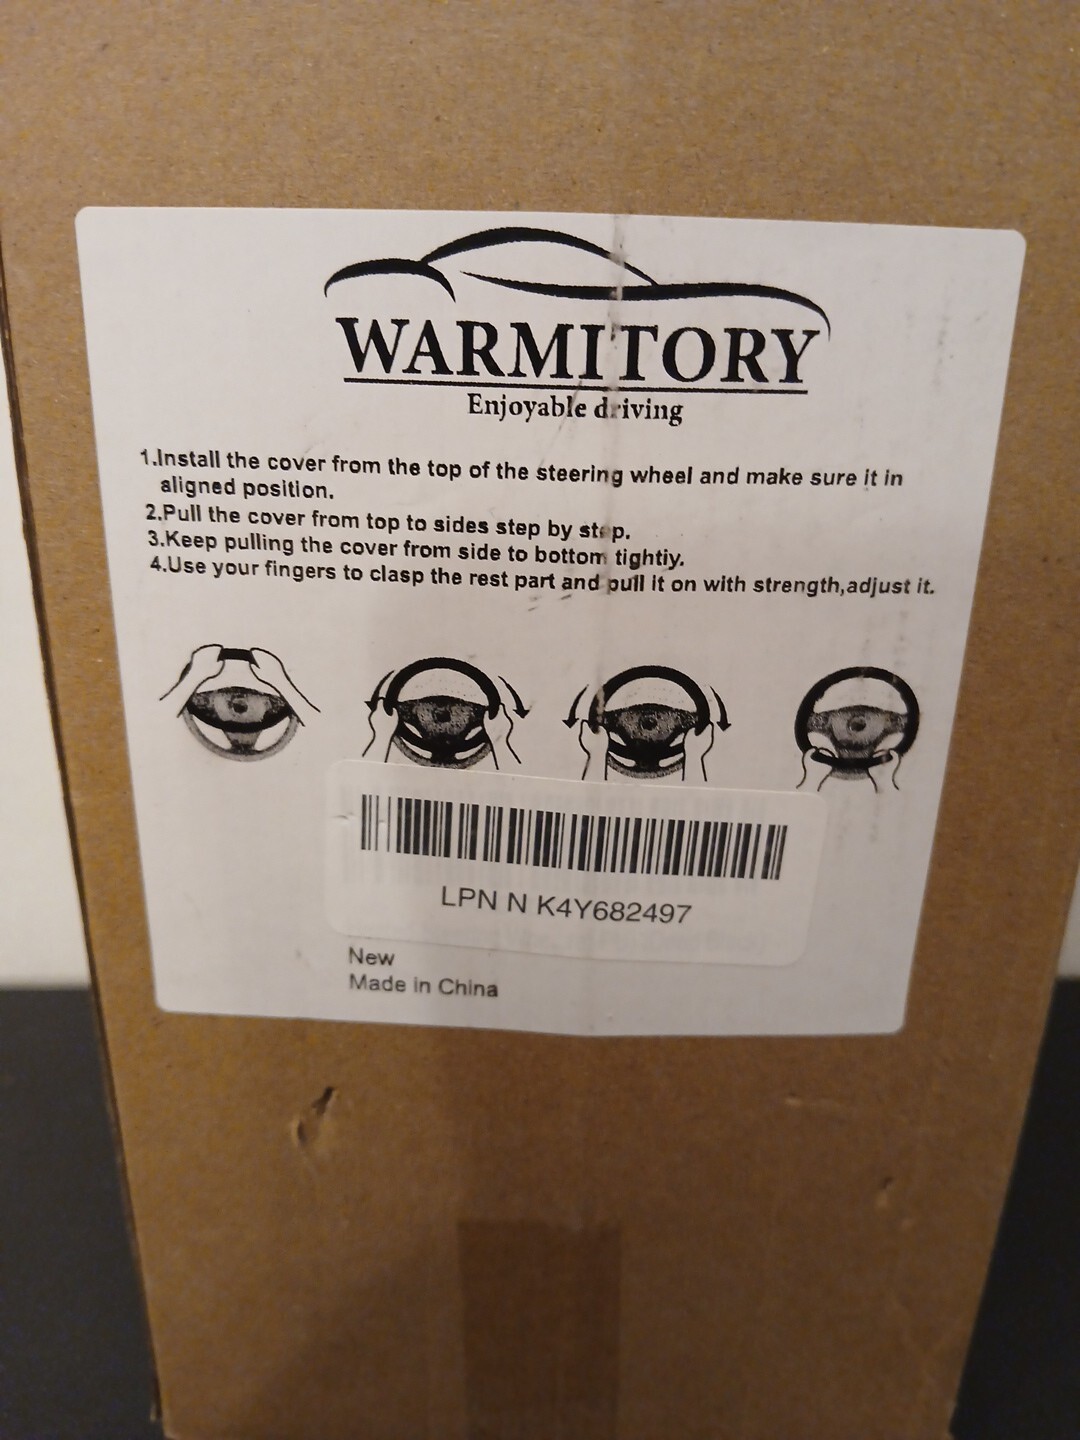 WARMITORY
Enjoyable driving
1.Install the cover from the top of the steering wheel and make sure it in
aligned position.
2.Pull the cover from top to sides step by step.
3.Keep pulling the cover from side to bottom tightiy.
4.Use your fingers to clasp the rest part and pull it on with strength,adjust it.
LPN N K4Y682497
New
Made in China